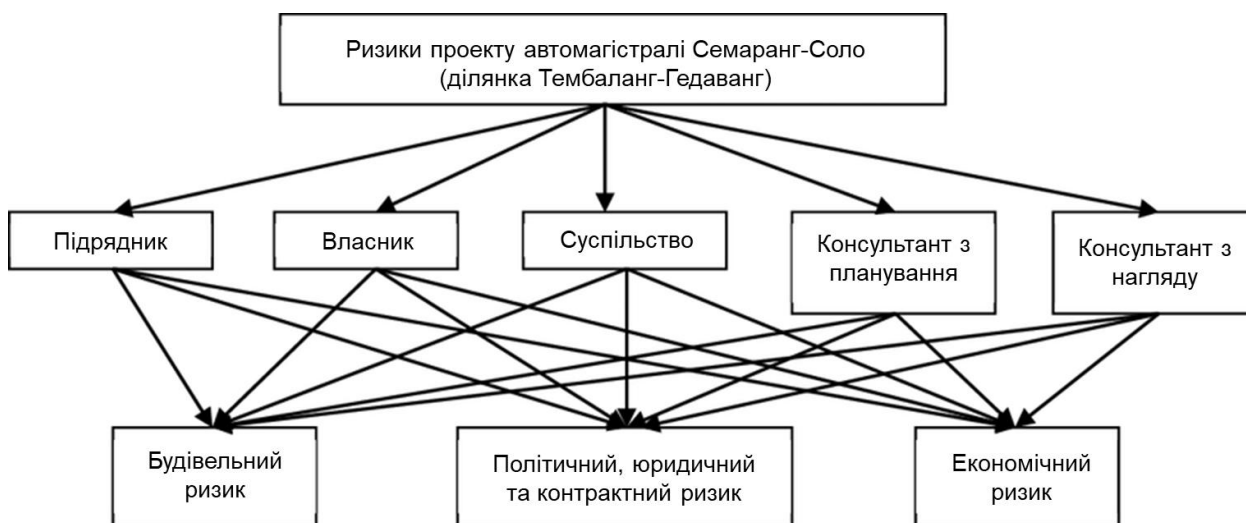 Ризики проекту автомагістралі Семаранг-Соло
(ділянка Тембаланг-Гедаванг)
Підрядник
Власник
Суспільство
Консультант з
планування
Консультант з
нагляду
Будівельний
ризик
Політичний, юридичний
та контрактний ризик
Економічний
ризик